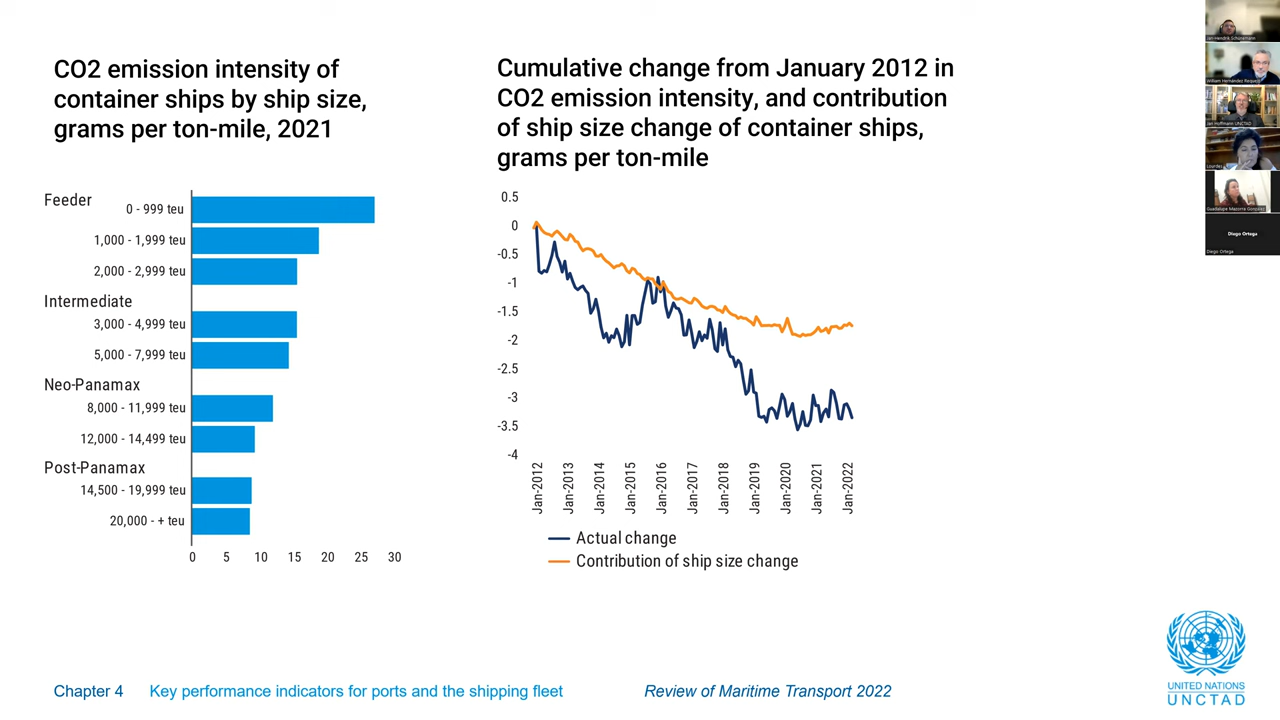 CO2 emission intensity of
container ships by ship size,
grams per ton-mile, 2021
Feeder
0 - 999 teu
1,000 - 1,999 teu
2,000 - 2,999 teu
Intermediate
3,000 - 4,999 teu
5,000 - 7,999 teu
Neo-Panamax
8,000 - 11,999 teu
12,000 - 14,499 teu
Post-Panamax
14,500 - 19,999 teu
20,000 - + teu
0 5 10 15 20 25 30
Cumulative change from January 2012 in
CO2 emission intensity, and contribution
of ship size change of container ships,
grams per ton-mile
0.5
0
-0.5
-1
-1.5
-2
-2.5
-3
-3.5
-4
Jan-2012
Jan-2013
Jan-2014
Jan-2015
Jan-2016
Jan-2017
Jan-2018
Jan-2019
Jan-2020
Jan-2021
Jan-2022
Actual change
Contribution of ship size change
Jan Hoffmann UNCTAD
Lourdes
Diego Ortega
Diego Ortega
UNITED NATIONS
UNCTAD
Chapter 4 Key performance indicators for ports and the shipping fleet Review of Maritime Transport 2022